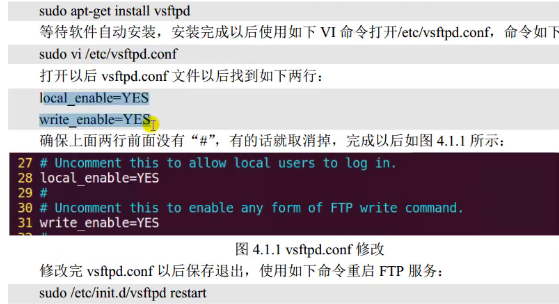 sudo apt-get install vsftpd
等待软件自动安装，安装完成以后使用如下 VI 命令打开/etc/vsftpd.conf，命令如下
sudo vi /etc/vsftpd.conf
打开以后 vsftpd.conf 文件以后找到如下两行：
local_enable=YES
write_enable=YES
确保上面两行前面没有“#”，有的话就取消掉，完成以后如图 4.1.1 所示：
27 # Uncomment this to allow local users to log in.
28 local_enable=YES
29 #
30 # Uncomment this to enable any form of FTP write command.
31 write_enable=YES
图 4.1.1 vsftpd.conf 修改
修改完 vsftpd.conf 以后保存退出，使用如下命令重启 FTP 服务：
sudo /etc/init.d/vsftpd restart